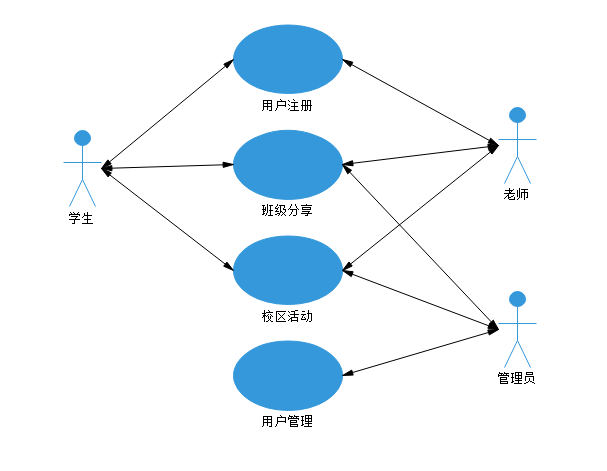 用户注册
学生
班级分享
老师
校区活动
管理员
用户管理